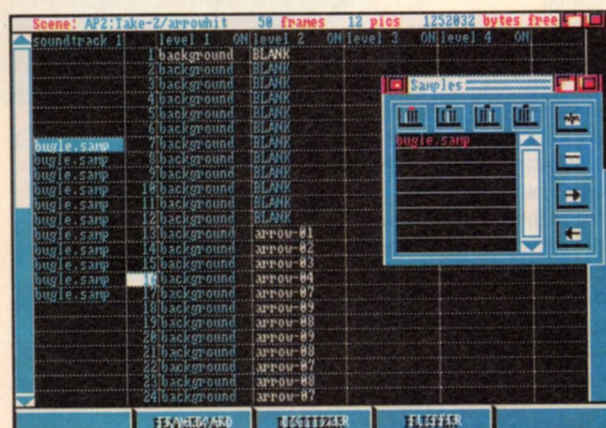 Scene: AP2:Take-2/arrowhit 50 frames 12 pics 1252032 bytes free
soundtrack 1 level 1 ON level 2 ON level 3 ON level 4 ON
1 background BLANK
2 background BLANK
3 background BLANK
4 background BLANK
5 background BLANK
6 background BLANK
bugle.samp 7 background BLANK
bugle.samp 8 background BLANK
bugle.samp 9 background BLANK
bugle.samp 10 background BLANK
bugle.samp 11 background BLANK
bugle.samp 12 background BLANK
bugle.samp 13 background arrow-01
bugle.samp 14 background arrow-02
bugle.samp 15 background arrow-03
bugle.samp 16 background arrow-04
bugle.samp 17 background arrow-07
18 background arrow-09
19 background arrow-08
20 background arrow-09
21 background arrow-08
22 background arrow-07
23 background arrow-08
24 background arrow-07
Samples
bugle.samp
DIGITIZER FLIPPER